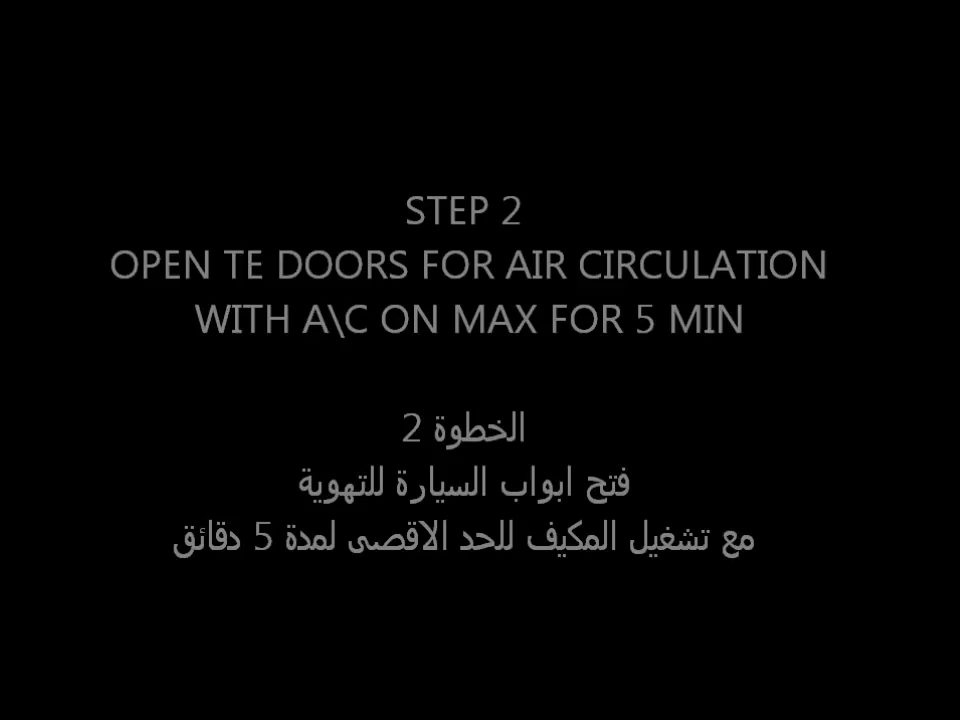 STEP 2
OPEN TE DOORS FOR AIR CIRCULATION
WITH A\C ON MAX FOR 5 MIN
الخطوة 2
فتح ابواب السيارة للتهوية
مع تشغيل المكيف للحد الاقصى لمدة 5 دقائق